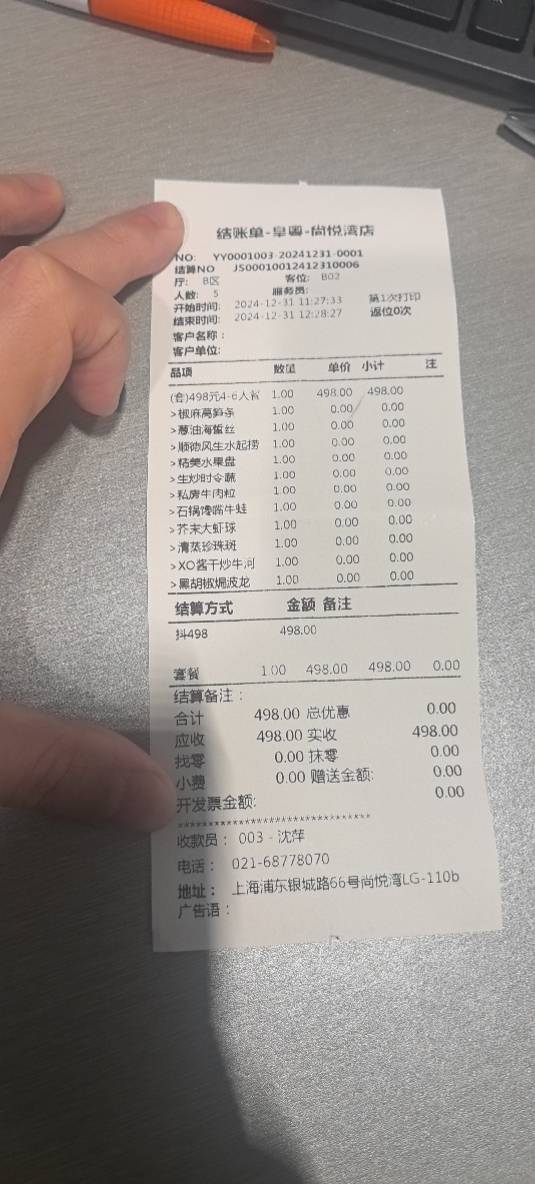 结账单-皇粤-尚悦湾店
NO: YY0001003-20241231-0001
结算NO JS00010012412310006
厅: B区 客位: B02
人数: 5 服务员:
开始时间: 2024-12-31 11:27:33 第1次打印
结束时间: 2024-12-31 12:28:27 返位0次
客户名称:
客户单位:
品项 数量 单价 小计 注
(套)498元4-6人餐 1.00 498.00 498.00
>椒麻莴笋条 1.00 0.00 0.00
>葱油海蜇丝 1.00 0.00 0.00
>顺德风生水起捞 1.00 0.00 0.00
>精美水果盘 1.00 0.00 0.00
>生炒时令蔬 1.00 0.00 0.00
>私房牛肉粒 1.00 0.00 0.00
>石锅馋嘴牛蛙 1.00 0.00 0.00
>芥末大虾球 1.00 0.00 0.00
>清蒸珍珠斑 1.00 0.00 0.00
>XO酱干炒牛河 1.00 0.00 0.00
>黑胡椒焗波龙 1.00 0.00 0.00
结算方式 金额 备注
抖498 498.00
套餐 1.00 498.00 498.00 0.00
结算备注:
合计 498.00 总优惠 0.00
应收 498.00 实收 498.00
找零 0.00 抹零 0.00
小费 0.00 赠送金额: 0.00
开发票金额: 0.00
********************************
收款员: 003 - 沈萍
电话: 021-68778070
地址: 上海浦东银城路66号尚悦湾LG-110b
广告语: